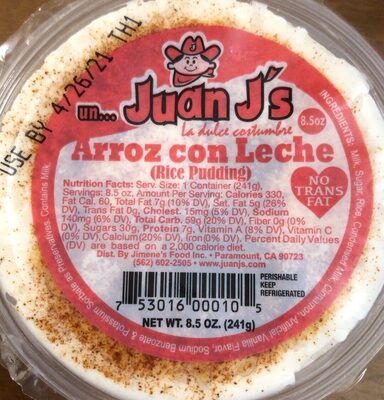 USE BY 4/26/21 TH1
J
un... Juan J's
la dulce costumbre
8.5oz
Arroz con Leche
(Rice Pudding)
NO
TRANS
FAT
Nutrition Facts: Serv. Size: 1 Container (241g),
Servings: 8.5 oz, Amount Per Serving: Calories 330,
Fat Cal. 60, Total Fat 7g (10% DV), Sat. Fat 5g (26%
DV), Trans Fat 0g, Cholest. 15mg (5% DV), Sodium
140mg (6% DV), Total Carb. 59g (20% DV), Fiber 0g (0%
DV), Sugars 30g, Protein 7g, Vitamin A (8% DV), Vitamin C
(0% DV), Calcium (20% DV), Iron (0% DV). Percent Daily Values
(DV) are based on a 2,000 calorie diet.
Dist. By Jimene's Food Inc. • Paramount, CA 90723
(562) 602-2505 • www.juanjs.com
PERISHABLE
KEEP
REFRIGERATED
7 53016 00010 5
NET WT. 8.5 OZ. (241g)
INGREDIENTS: Milk, Sugar, Rice, Condensed Milk, Cinnamon, Artificial Vanilla Flavor, Sodium Benzoate & Potassium Sorbate as Preservatives. Contains Milk.